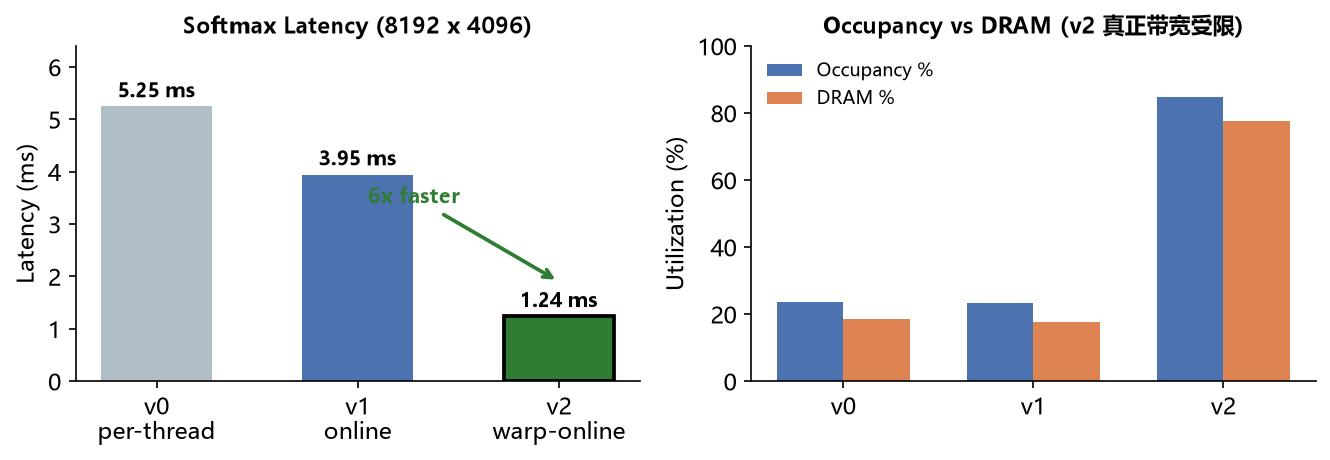 Softmax Latency (8192 x 4096)
Latency (ms)
6
5
4
3
2
1
0
5.25 ms
3.95 ms
6x faster
1.24 ms
v0
per-thread
v1
online
v2
warp-online
Occupancy vs DRAM (v2 真正带宽受限)
Utilization (%)
100
80
60
40
20
0
Occupancy %
DRAM %
v0
v1
v2